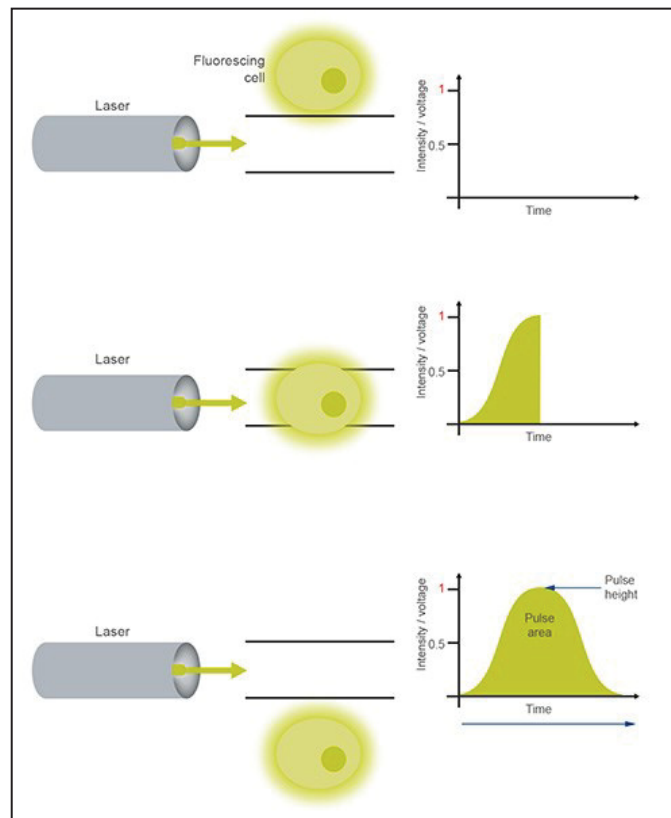 Fluorescing
cell
Laser
Intensity / voltage
1
0.5
Time
Laser
Intensity / voltage
1
0.5
Time
Laser
Intensity / voltage
1
0.5
Pulse
height
Pulse
area
Time